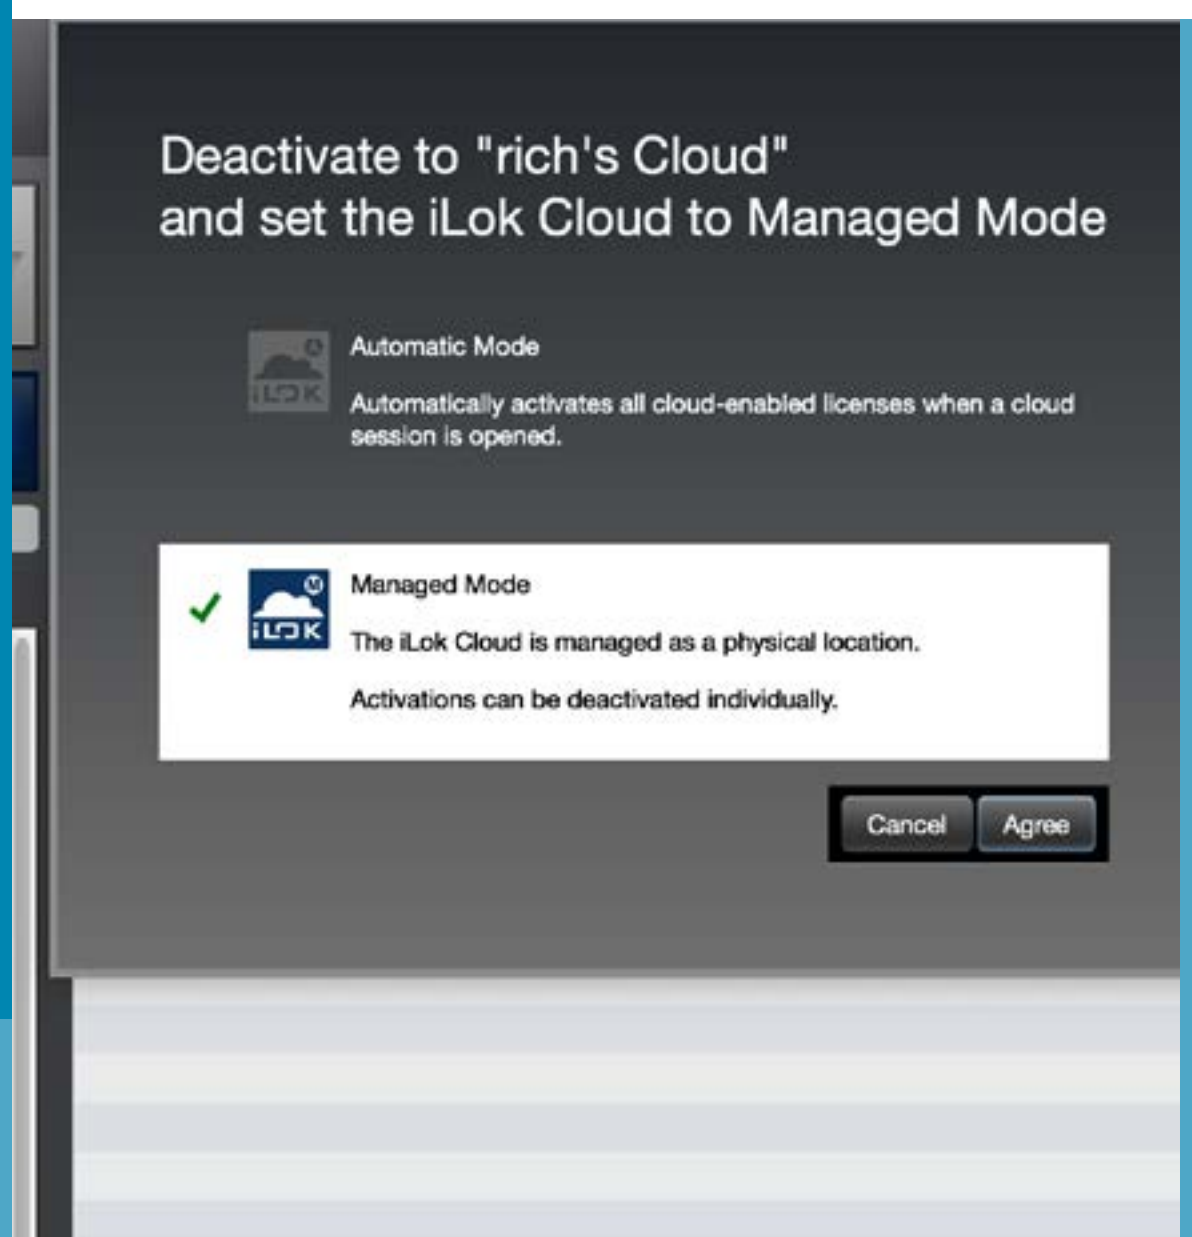 Deactivate to "rich's Cloud"
and set the iLok Cloud to Managed Mode
A
iLOK
Automatic Mode
Automatically activates all cloud-enabled licenses when a cloud
session is opened.
M
iLOK
Managed Mode
The iLok Cloud is managed as a physical location.
Activations can be deactivated individually.
Cancel
Agree